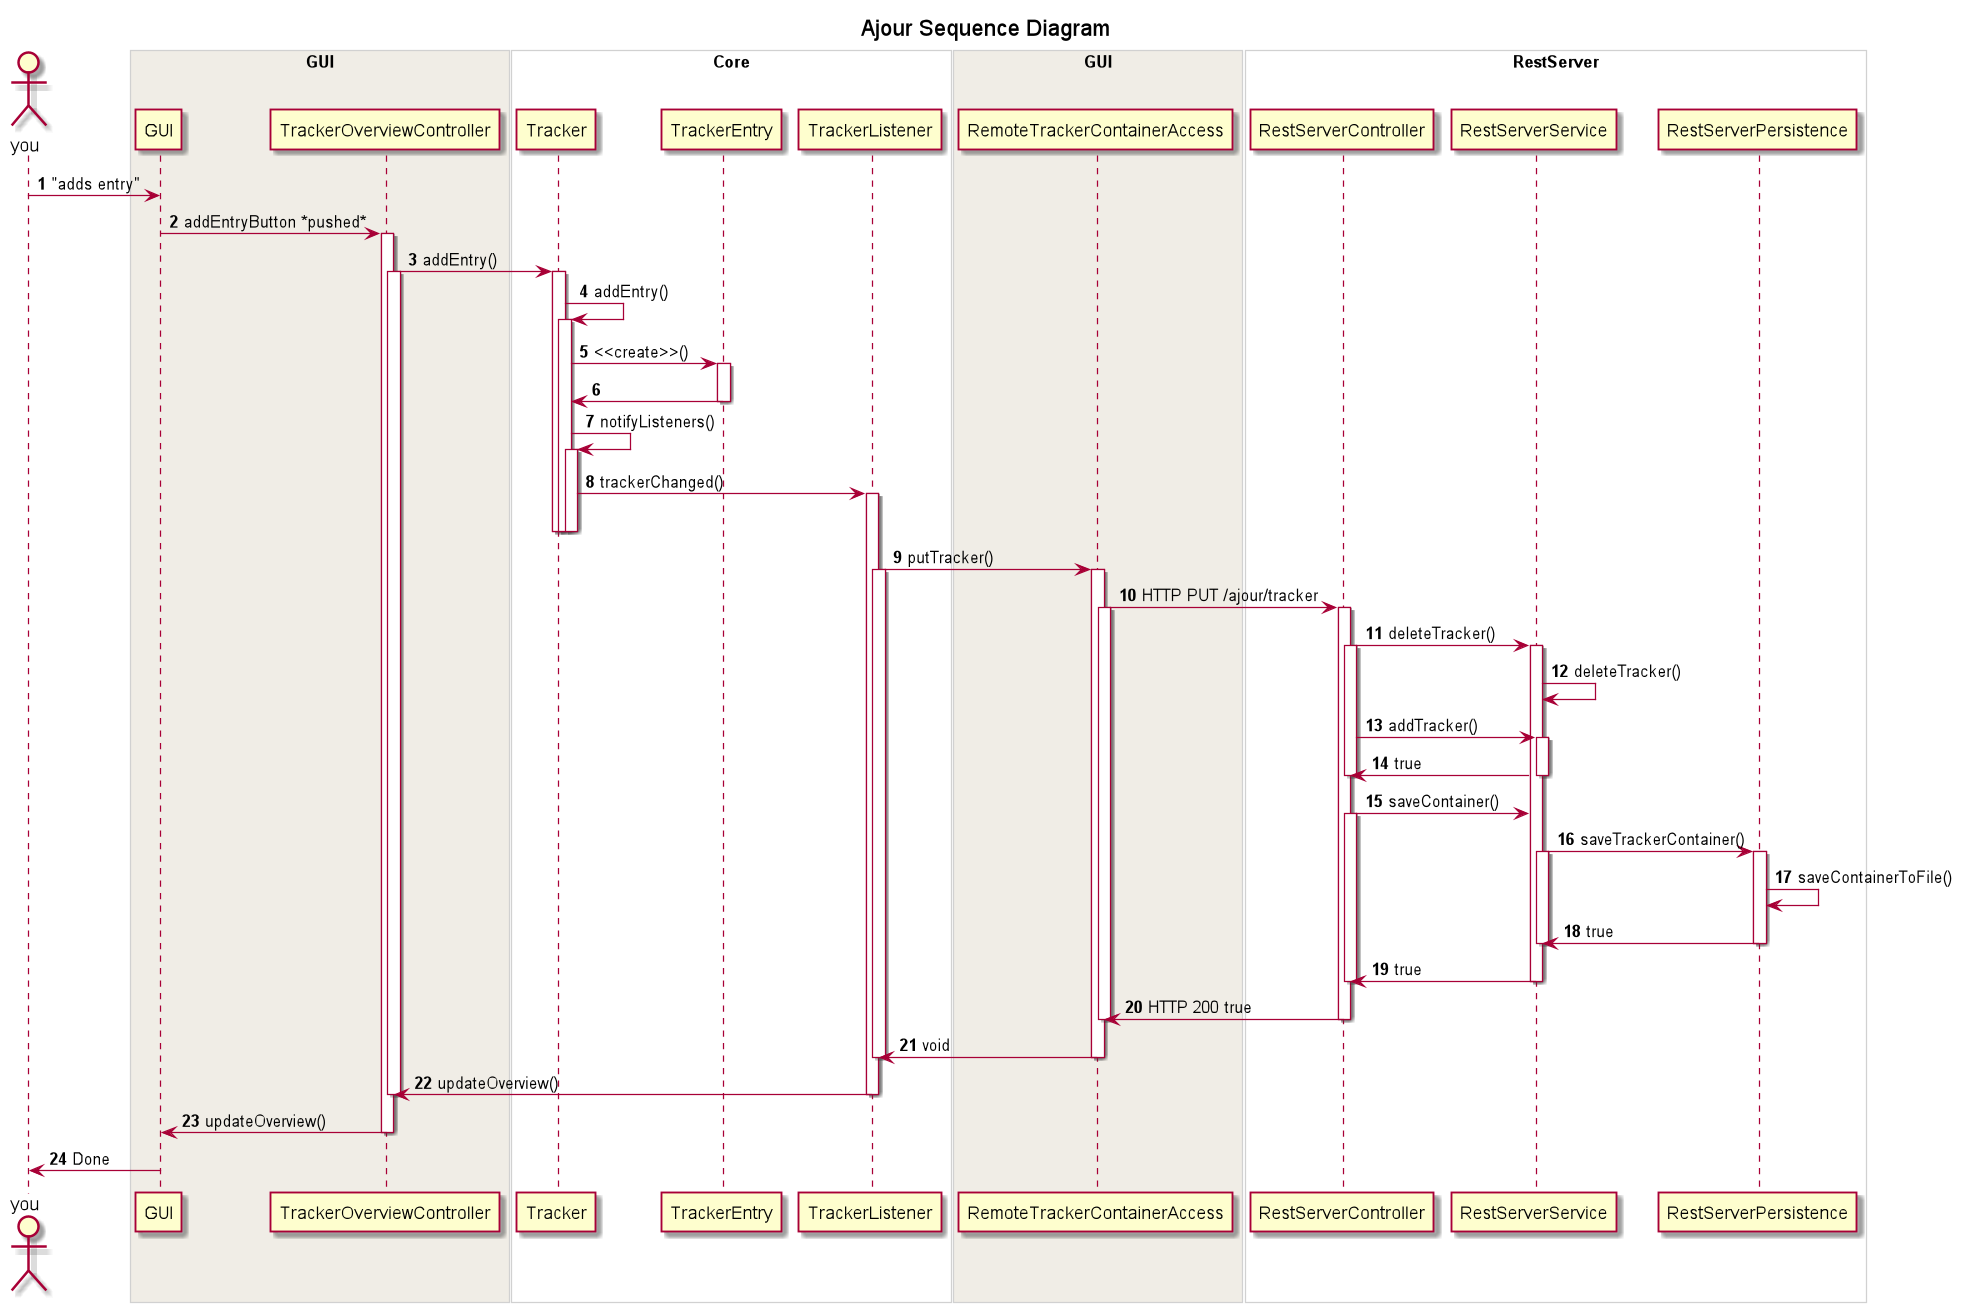 Ajour Sequence Diagram
GUI
Core
GUI
RestServer
you
GUI
TrackerOverviewController
Tracker
TrackerEntry
TrackerListener
RemoteTrackerContainerAccess
RestServerController
RestServerService
RestServerPersistence
1 "adds entry"
2 addEntryButton *pushed*
3 addEntry()
4 addEntry()
5 <<create>>()
6
7 notifyListeners()
8 trackerChanged()
9 putTracker()
10 HTTP PUT /ajour/tracker
11 deleteTracker()
12 deleteTracker()
13 addTracker()
14 true
15 saveContainer()
16 saveTrackerContainer()
17 saveContainerToFile()
18 true
19 true
20 HTTP 200 true
21 void
22 updateOverview()
23 updateOverview()
24 Done
you
GUI
TrackerOverviewController
Tracker
TrackerEntry
TrackerListener
RemoteTrackerContainerAccess
RestServerController
RestServerService
RestServerPersistence